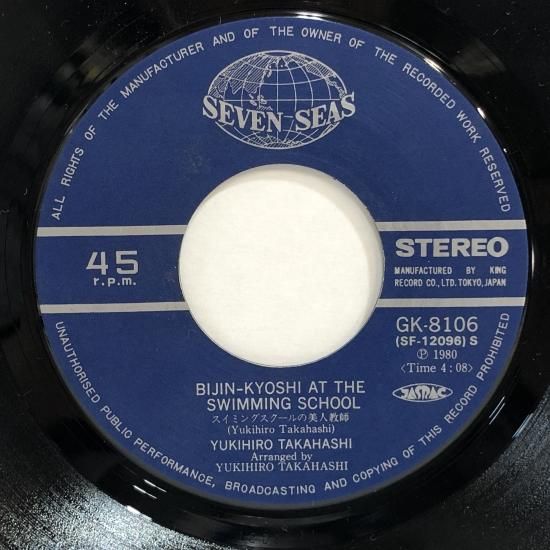 ALL RIGHTS OF THE MANUFACTURER AND OF THE OWNER OF THE RECORDED WORK RESERVED
SEVEN SEAS
45
r.p.m.
STEREO
MANUFACTURED BY KING
RECORD CO., LTD. TOKYO, JAPAN
GK-8106
(SF-12096) S
Ⓟ 1980
<Time 4:08>
JASRAC
BIJIN-KYOSHI AT THE
SWIMMING SCHOOL
スイミングスクールの美人教師
(Yukihiro Takahashi)
YUKIHIRO TAKAHASHI
Arranged by
YUKIHIRO TAKAHASHI
UNAUTHORISED PUBLIC PERFORMANCE, BROADCASTING AND COPYING OF THIS RECORD PROHIBITED